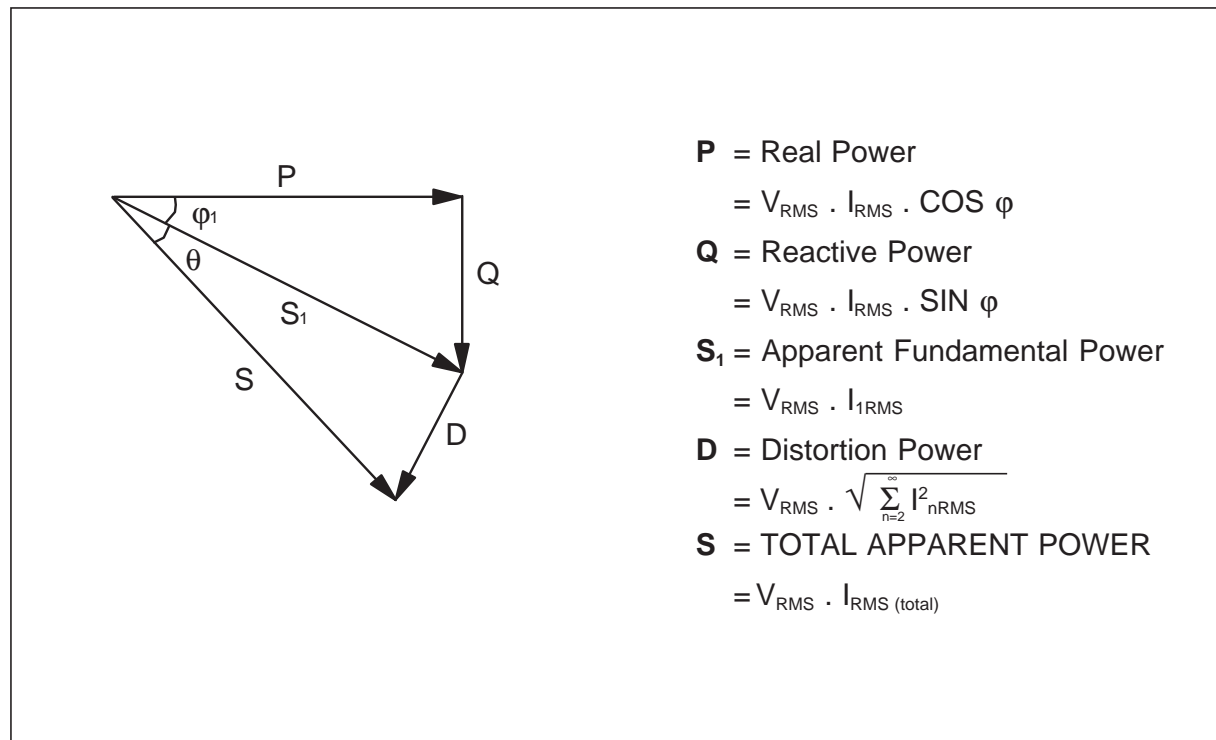 P
φ1
θ
Q
S1
S
D
P = Real Power
= VRMS . IRMS . COS φ
Q = Reactive Power
= VRMS . IRMS . SIN φ
S1 = Apparent Fundamental Power
= VRMS . I1RMS
D = Distortion Power
= VRMS . √ ∞ Σ n=2 I2nRMS
S = TOTAL APPARENT POWER
= VRMS . IRMS (total)